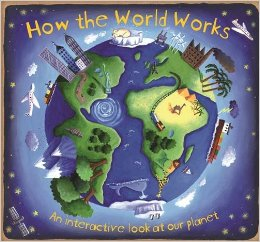 How the World Works
An interactive look at our planet